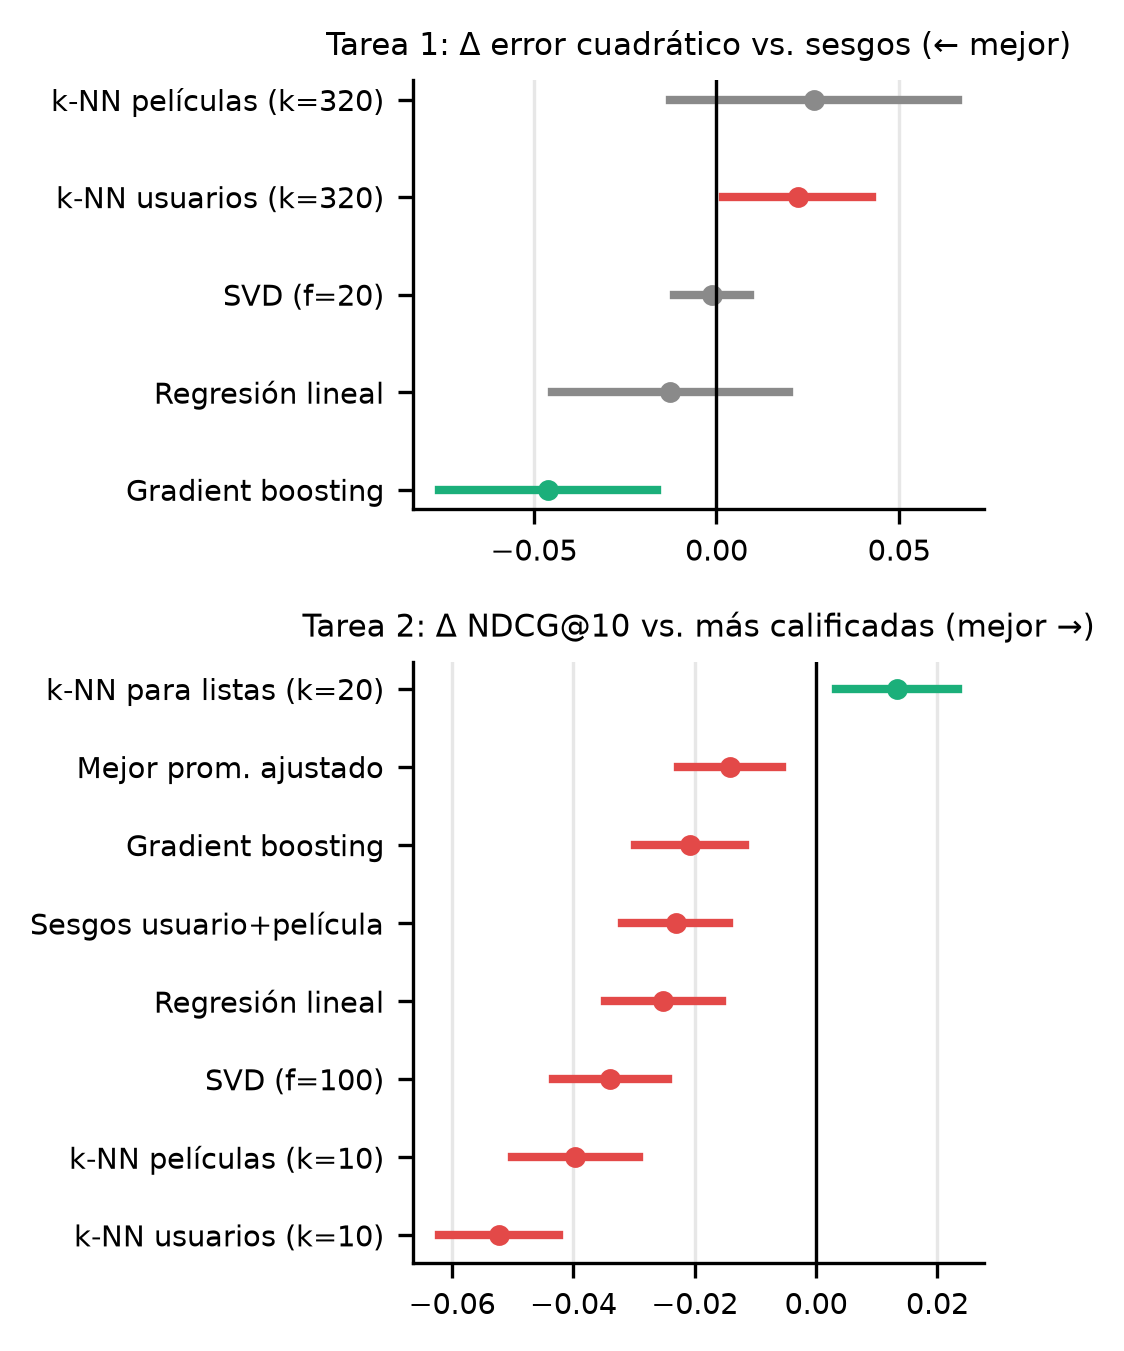 Tarea 1: Δ error cuadrático vs. sesgos (← mejor)
k-NN películas (k=320)
k-NN usuarios (k=320)
SVD (f=20)
Regresión lineal
Gradient boosting
−0.05 0.00 0.05
Tarea 2: Δ NDCG@10 vs. más calificadas (mejor →)
k-NN para listas (k=20)
Mejor prom. ajustado
Gradient boosting
Sesgos usuario+película
Regresión lineal
SVD (f=100)
k-NN películas (k=10)
k-NN usuarios (k=10)
−0.06 −0.04 −0.02 0.00 0.02